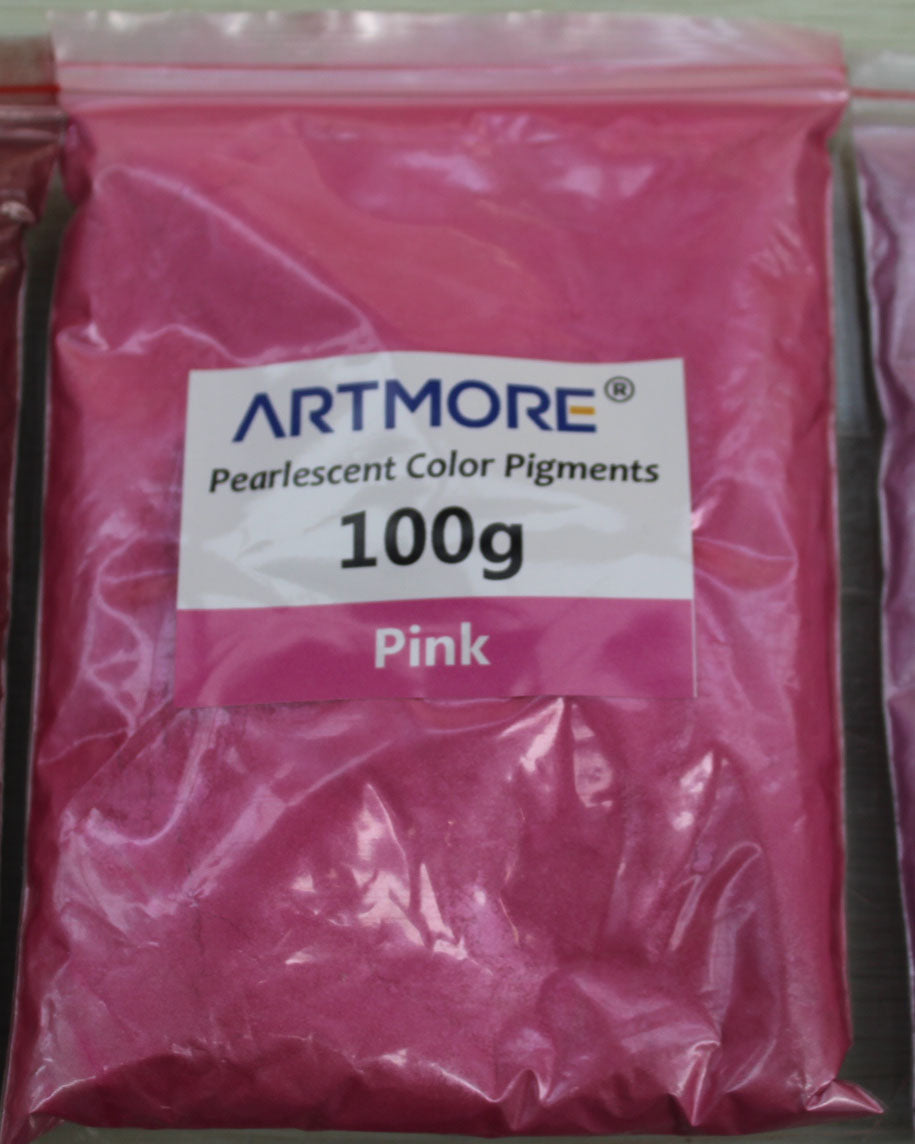 ARTMORE®
Pearlescent Color Pigments
100g
Pink